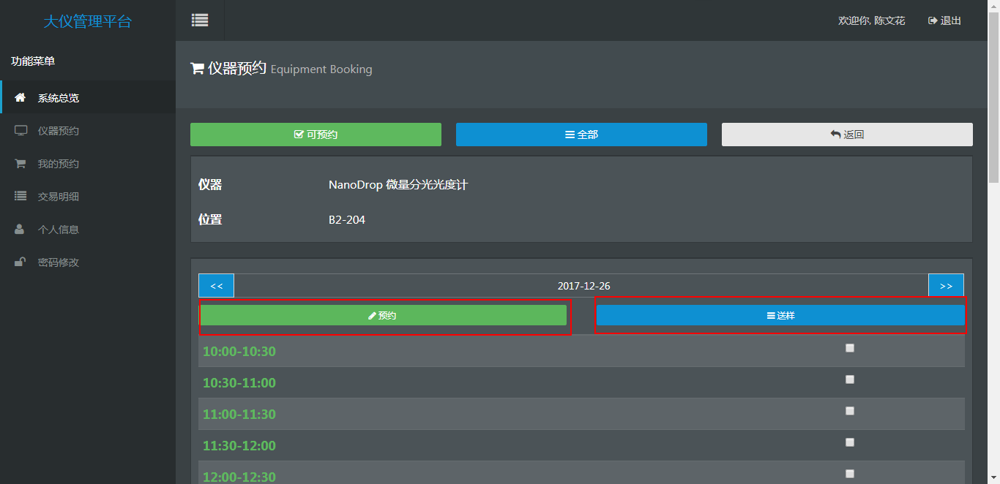 大仪管理平台
欢迎你, 陈文花
退出
功能菜单
系统总览
仪器预约
我的预约
交易明细
个人信息
密码修改
仪器预约 Equipment Booking
可预约
全部
返回
仪器
NanoDrop 微量分光光度计
位置
B2-204
<<
2017-12-26
>>
预约
送样
10:00-10:30
10:30-11:00
11:00-11:30
11:30-12:00
12:00-12:30